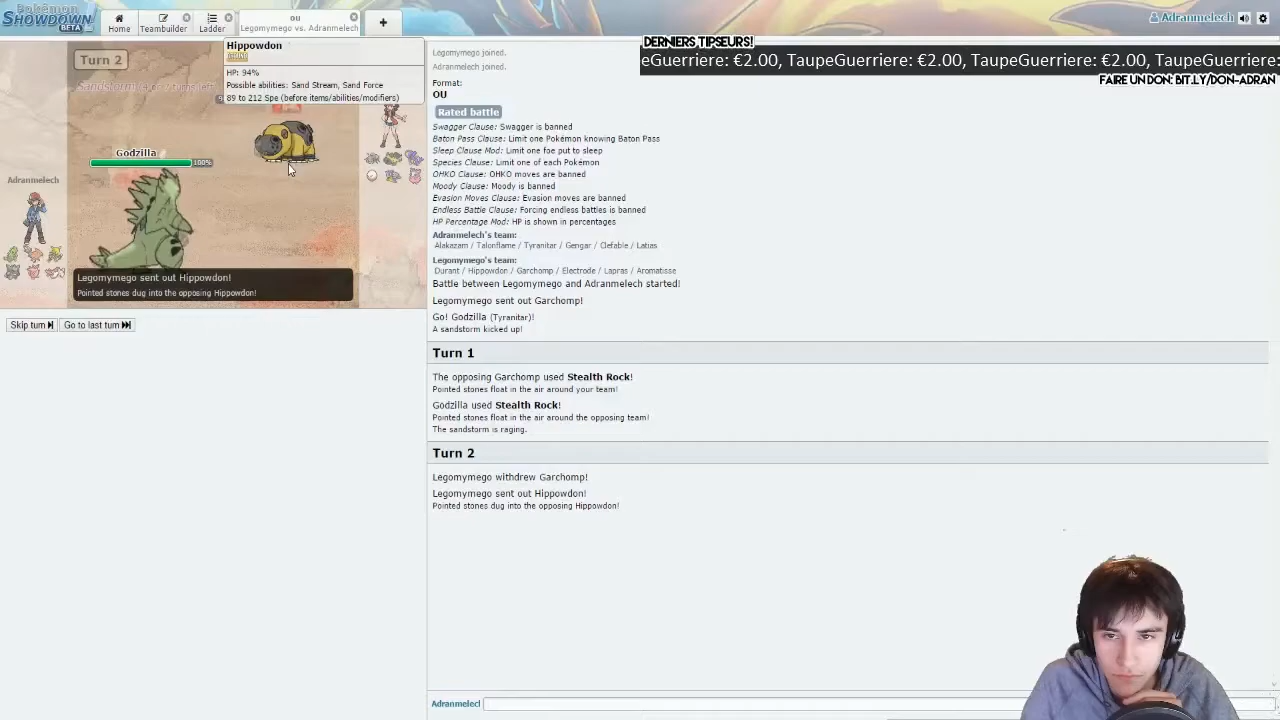 Pokémon
SHOWDOWN
BETA
Home
Teambuilder
Ladder
OU
Legomymego vs. Adranmelech
Adranmelech
DERNIERS TIPSEURS!
eGuerriere: €2.00, TaupeGuerriere: €2.00, TaupeGuerriere: €2.00, TaupeGuerriere:
FAIRE UN DON: BIT.LY/DON-ADRAN
Turn 2
Hippowdon
HP: 94%
Possible abilities: Sand Stream, Sand Force
89 to 212 Spe (before items/abilities/modifiers)
Godzilla
100%
Adranmelech
Legomymego sent out Hippowdon!
Pointed stones dug into the opposing Hippowdon!
Skip turn
Go to last turn
Legomymego joined.
Adranmelech joined.
Format:
OU
Rated battle
Swagger Clause: Swagger is banned
Baton Pass Clause: Limit one Pokémon knowing Baton Pass
Sleep Clause Mod: Limit one foe put to sleep
Species Clause: Limit one of each Pokémon
OHKO Clause: OHKO moves are banned
Moody Clause: Moody is banned
Evasion Moves Clause: Evasion moves are banned
Endless Battle Clause: Forcing endless battles is banned
HP Percentage Mod: HP is shown in percentages
Adranmelech's team:
Alakazam / Talonflame / Tyranitar / Gengar / Clefable / Latias
Legomymego's team:
Durant / Hippowdon / Garchomp / Electrode / Lapras / Aromatisse
Battle between Legomymego and Adranmelech started!
Legomymego sent out Garchomp!
Go! Godzilla (Tyranitar)!
A sandstorm kicked up!
Turn 1
The opposing Garchomp used Stealth Rock!
Pointed stones float in the air around your team!
Godzilla used Stealth Rock!
Pointed stones float in the air around the opposing team!
The sandstorm is raging.
Turn 2
Legomymego withdrew Garchomp!
Legomymego sent out Hippowdon!
Pointed stones dug into the opposing Hippowdon!
Adranmelecl